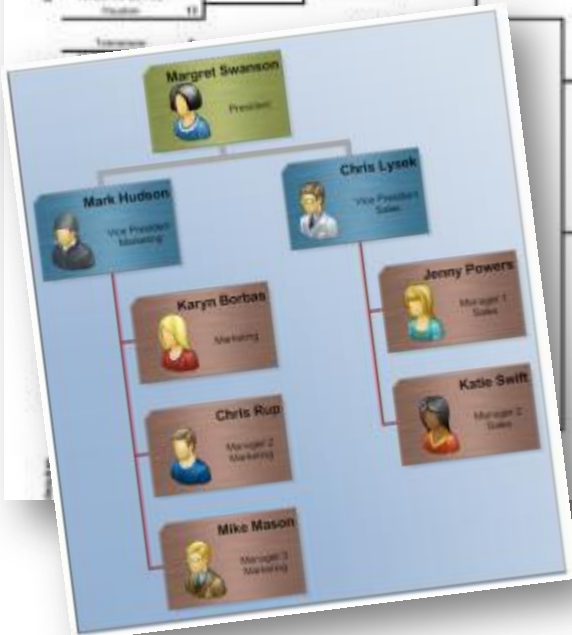 Margret Swanson
President
Mark Hudson
Vice President
Marketing
Chris Lysek
Vice President
Sales
Karyn Borbas
Marketing
Jenny Powers
Manager 1
Sales
Chris Rup
Manager 2
Marketing
Katie Swift
Manager 2
Sales
Mike Mason
Manager 3
Marketing